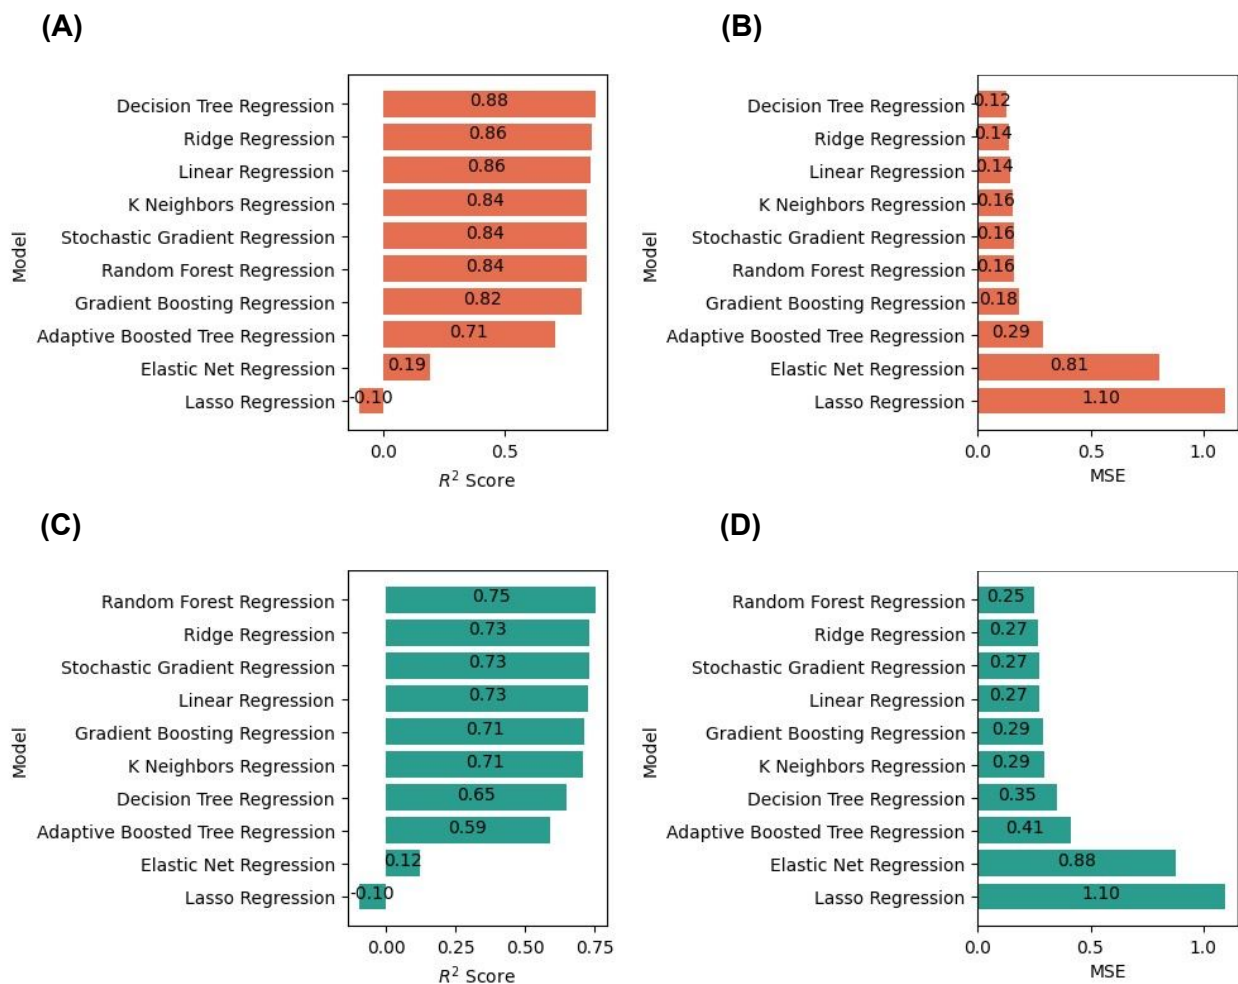 (A)
Decision Tree Regression 0.88
Ridge Regression 0.86
Linear Regression 0.86
K Neighbors Regression 0.84
Stochastic Gradient Regression 0.84
Random Forest Regression 0.84
Gradient Boosting Regression 0.82
Adaptive Boosted Tree Regression 0.71
Elastic Net Regression 0.19
Lasso Regression -0.10
Model
0.0 0.5
R² Score
(B)
Decision Tree Regression 0.12
Ridge Regression 0.14
Linear Regression 0.14
K Neighbors Regression 0.16
Stochastic Gradient Regression 0.16
Random Forest Regression 0.16
Gradient Boosting Regression 0.18
Adaptive Boosted Tree Regression 0.29
Elastic Net Regression 0.81
Lasso Regression 1.10
Model
0.0 0.5 1.0
MSE
(C)
Random Forest Regression 0.75
Ridge Regression 0.73
Stochastic Gradient Regression 0.73
Linear Regression 0.73
Gradient Boosting Regression 0.71
K Neighbors Regression 0.71
Decision Tree Regression 0.65
Adaptive Boosted Tree Regression 0.59
Elastic Net Regression 0.12
Lasso Regression -0.10
Model
0.00 0.25 0.50 0.75
R² Score
(D)
Random Forest Regression 0.25
Ridge Regression 0.27
Stochastic Gradient Regression 0.27
Linear Regression 0.27
Gradient Boosting Regression 0.29
K Neighbors Regression 0.29
Decision Tree Regression 0.35
Adaptive Boosted Tree Regression 0.41
Elastic Net Regression 0.88
Lasso Regression 1.10
Model
0.0 0.5 1.0
MSE